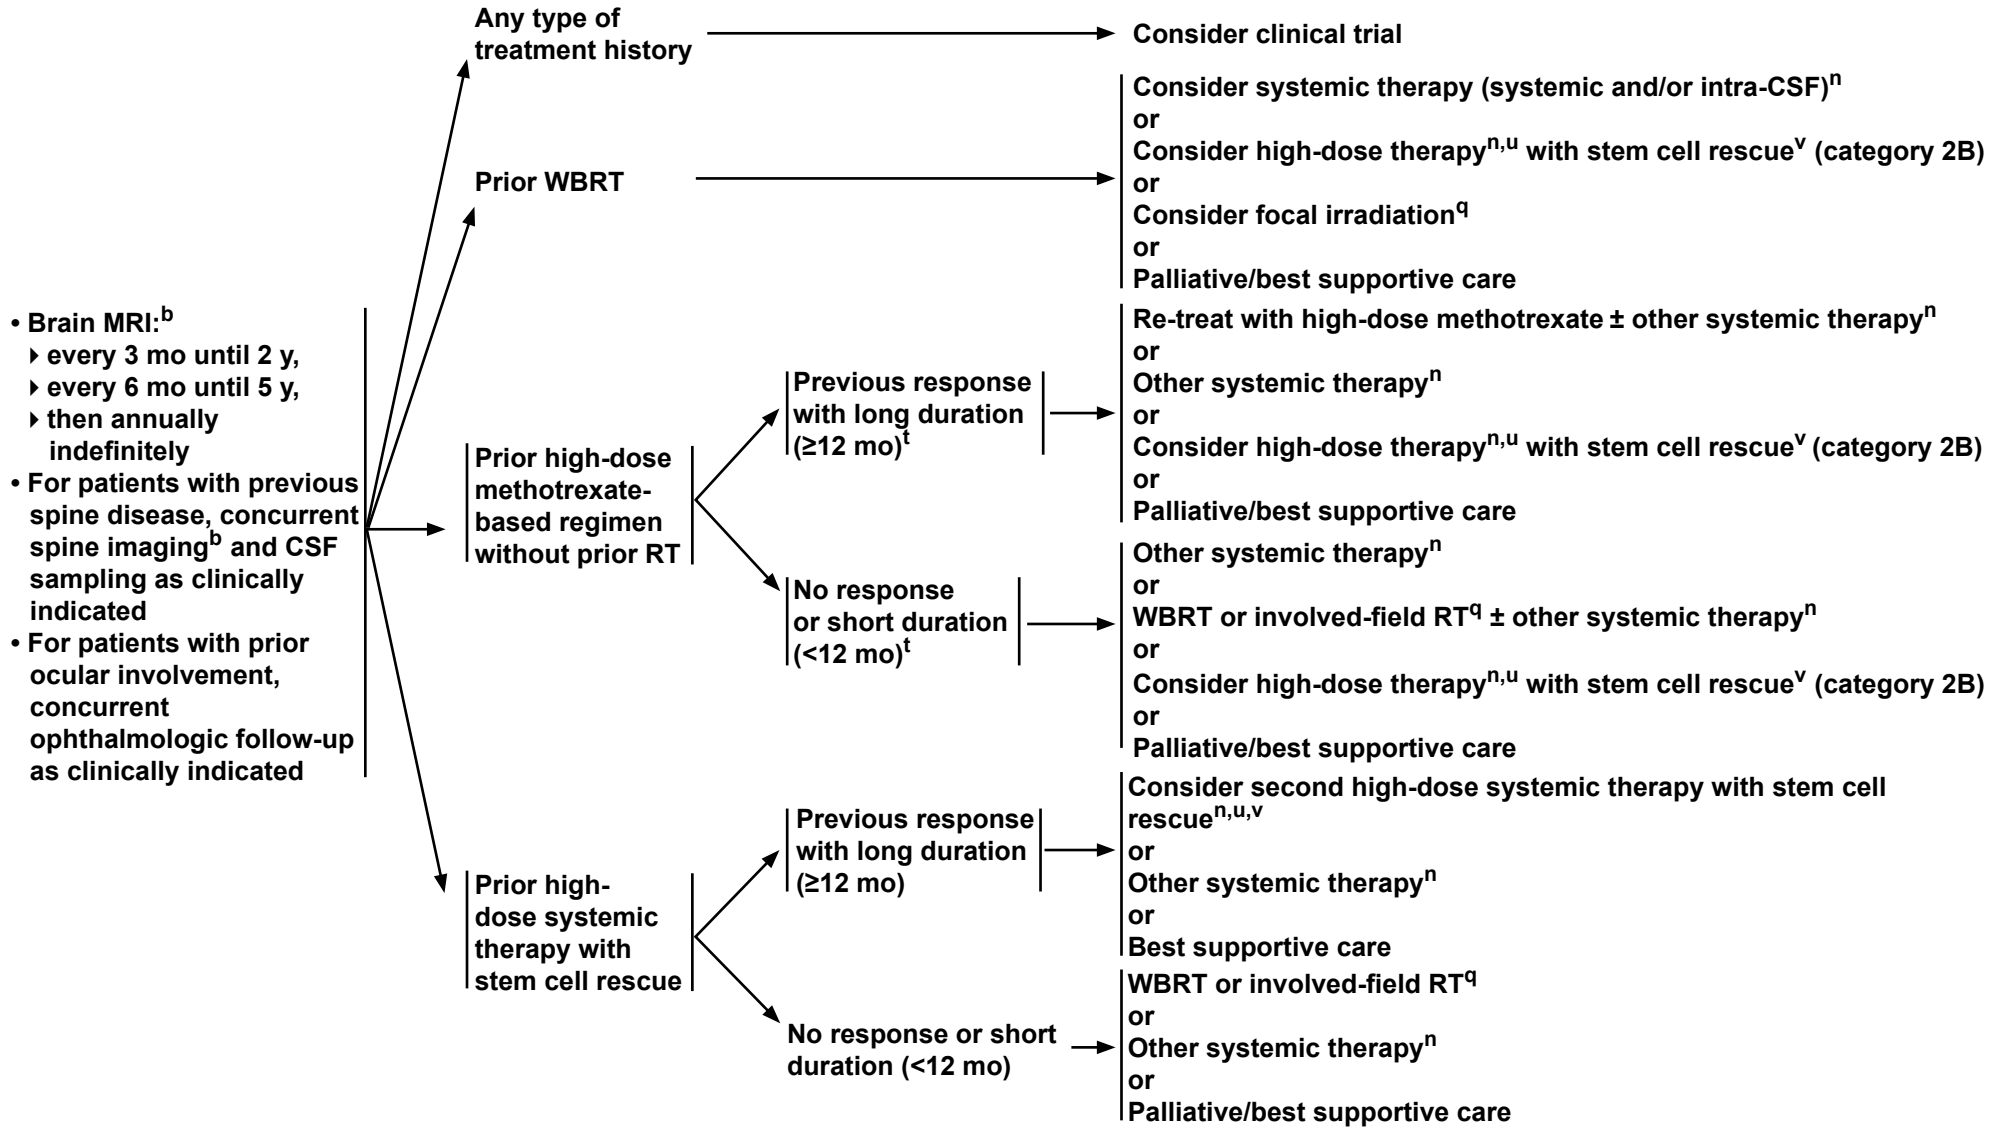 • Brain MRI:ᵇ
‣ every 3 mo until 2 y,
‣ every 6 mo until 5 y,
‣ then annually
indefinitely
• For patients with previous
spine disease, concurrent
spine imagingᵇ and CSF
sampling as clinically
indicated
• For patients with prior
ocular involvement,
concurrent
ophthalmologic follow-up
as clinically indicated
Any type of
treatment history
Consider clinical trial
Prior WBRT
Consider systemic therapy (systemic and/or intra-CSF)ⁿ
or
Consider high-dose therapyⁿ,ᵘ with stem cell rescueᵛ (category 2B)
or
Consider focal irradiation^q
or
Palliative/best supportive care
Prior high-dose
methotrexate-
based regimen
without prior RT
Previous response
with long duration
(≥12 mo)ᵗ
Re-treat with high-dose methotrexate ± other systemic therapyⁿ
or
Other systemic therapyⁿ
or
Consider high-dose therapyⁿ,ᵘ with stem cell rescueᵛ (category 2B)
or
Palliative/best supportive care
No response
or short duration
(<12 mo)ᵗ
Other systemic therapyⁿ
or
WBRT or involved-field RT^q ± other systemic therapyⁿ
or
Consider high-dose therapyⁿ,ᵘ with stem cell rescueᵛ (category 2B)
or
Palliative/best supportive care
Prior high-
dose systemic
therapy with
stem cell rescue
Previous response
with long duration
(≥12 mo)
Consider second high-dose systemic therapy with stem cell
rescueⁿ,ᵘ,ᵛ
or
Other systemic therapyⁿ
or
Best supportive care
No response or short
duration (<12 mo)
WBRT or involved-field RT^q
or
Other systemic therapyⁿ
or
Palliative/best supportive care